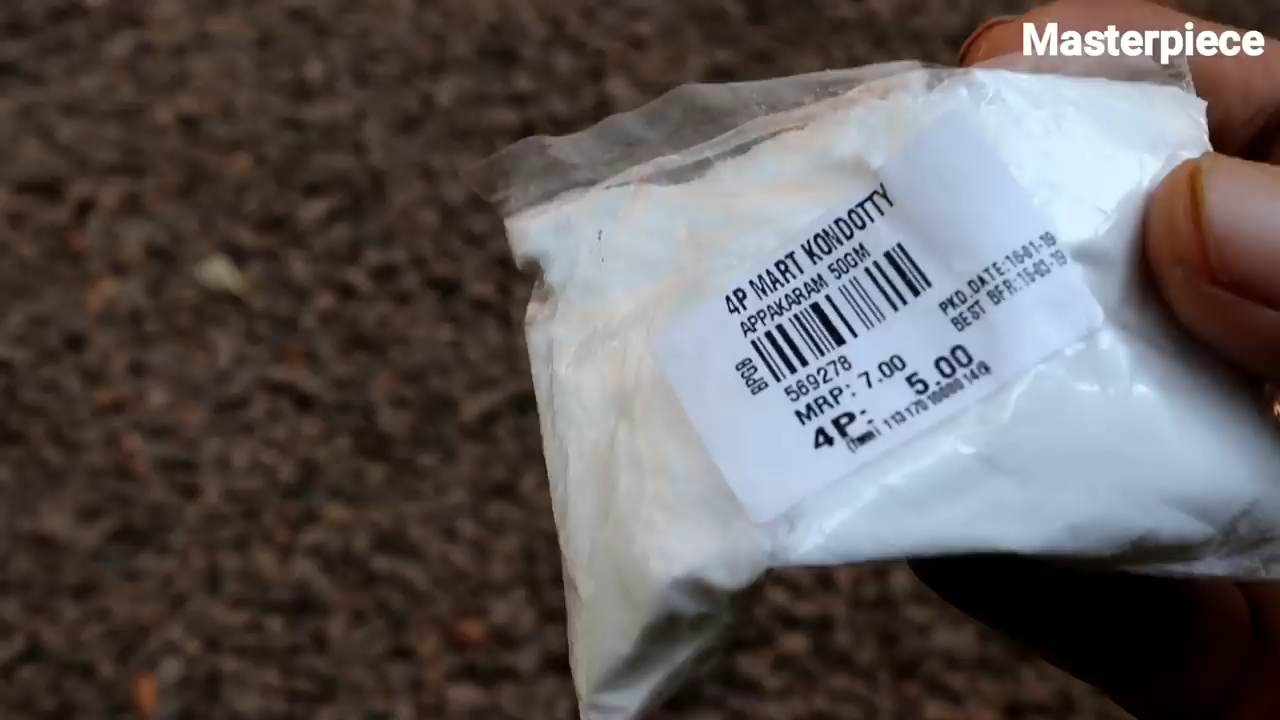 Masterpiece
4P MART KONDOTTY
APPAKARAM 50GM
PKD.DATE:16-01-19
BEST BFR:16-03-19
569278
MRP: 7.00
4P- 5.00